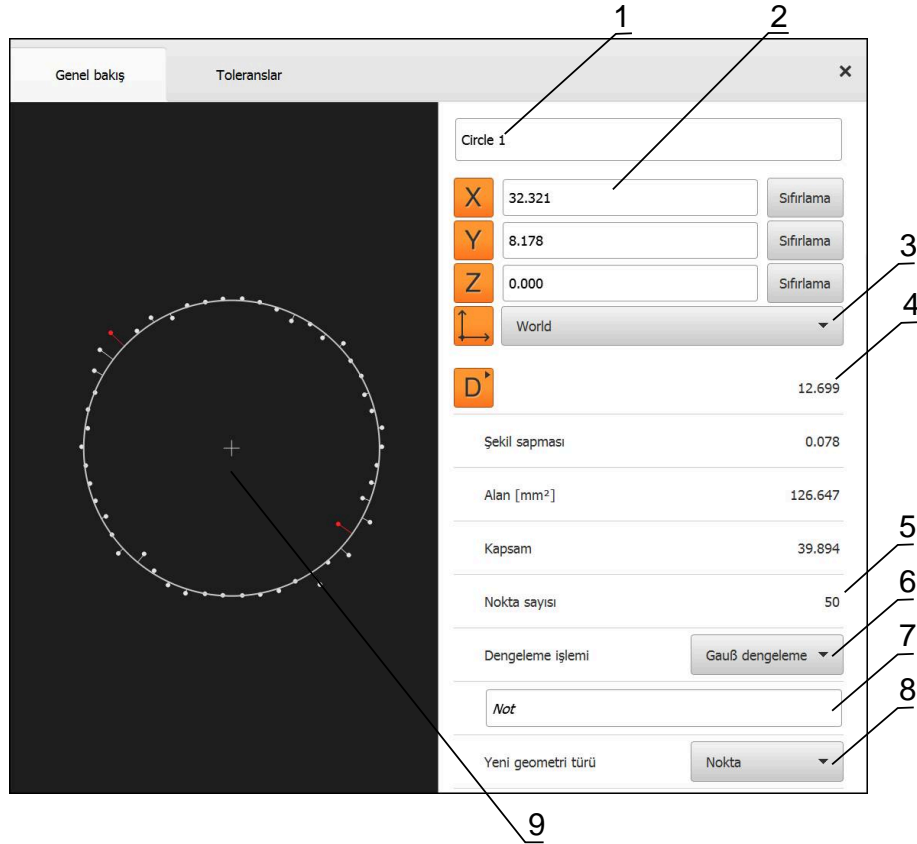 1
2
Genel bakış
Toleranslar
×
Circle 1
X
32.321
Sıfırlama
Y
8.178
Sıfırlama
3
Z
0.000
Sıfırlama
4
World
D
12.699
Şekil sapması
0.078
Alan [mm²]
126.647
5
Kapsam
39.894
6
Nokta sayısı
50
7
Dengeleme işlemi
Gauß dengeleme
8
Not
Yeni geometri türü
Nokta
9